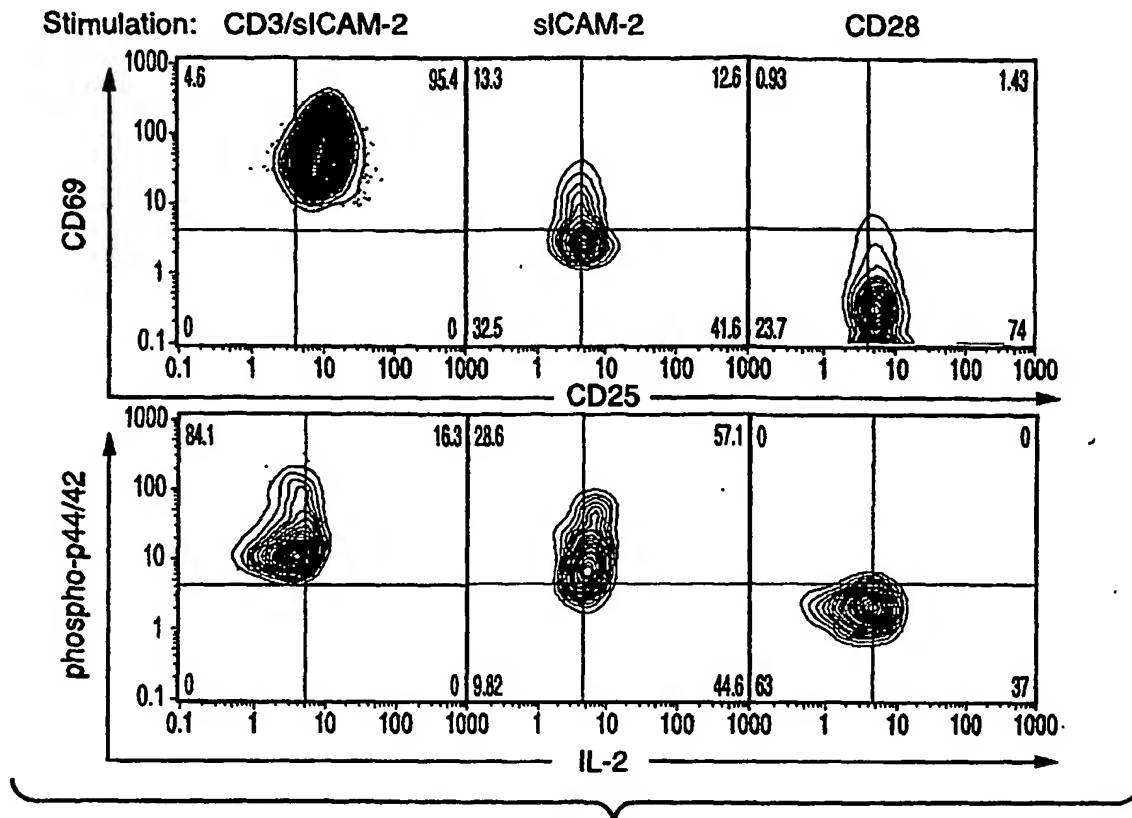 Stimulation: CD3/sICAM-2 sICAM-2 CD28
1000 4.6 95.4 13.3 12.6 0.93 1.43
100
10
1
0.1 0 0 32.5 41.6 23.7 74
CD69
0.1 1 10 100 1000 1 10 100 1000 1 10 100 1000
CD25
1000 84.1 16.3 28.6 57.1 0 0
100
10
1
0.1 0 0 9.82 44.6 63 37
phospho-p44/42
0.1 1 10 100 1000 1 10 100 1000 1 10 100 1000
IL-2